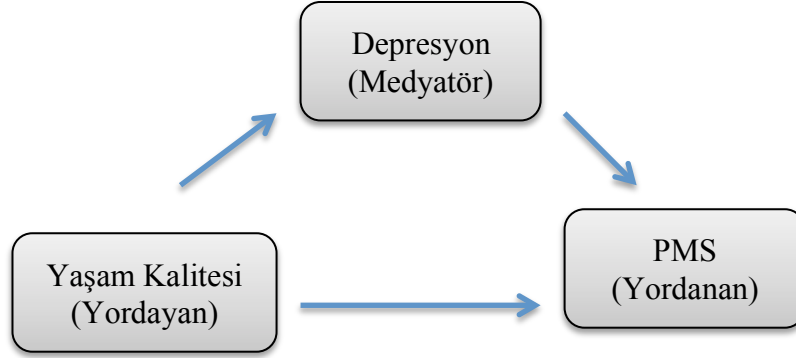 Depresyon
(Medyatör)
Yaşam Kalitesi
(Yordayan)
PMS
(Yordanan)